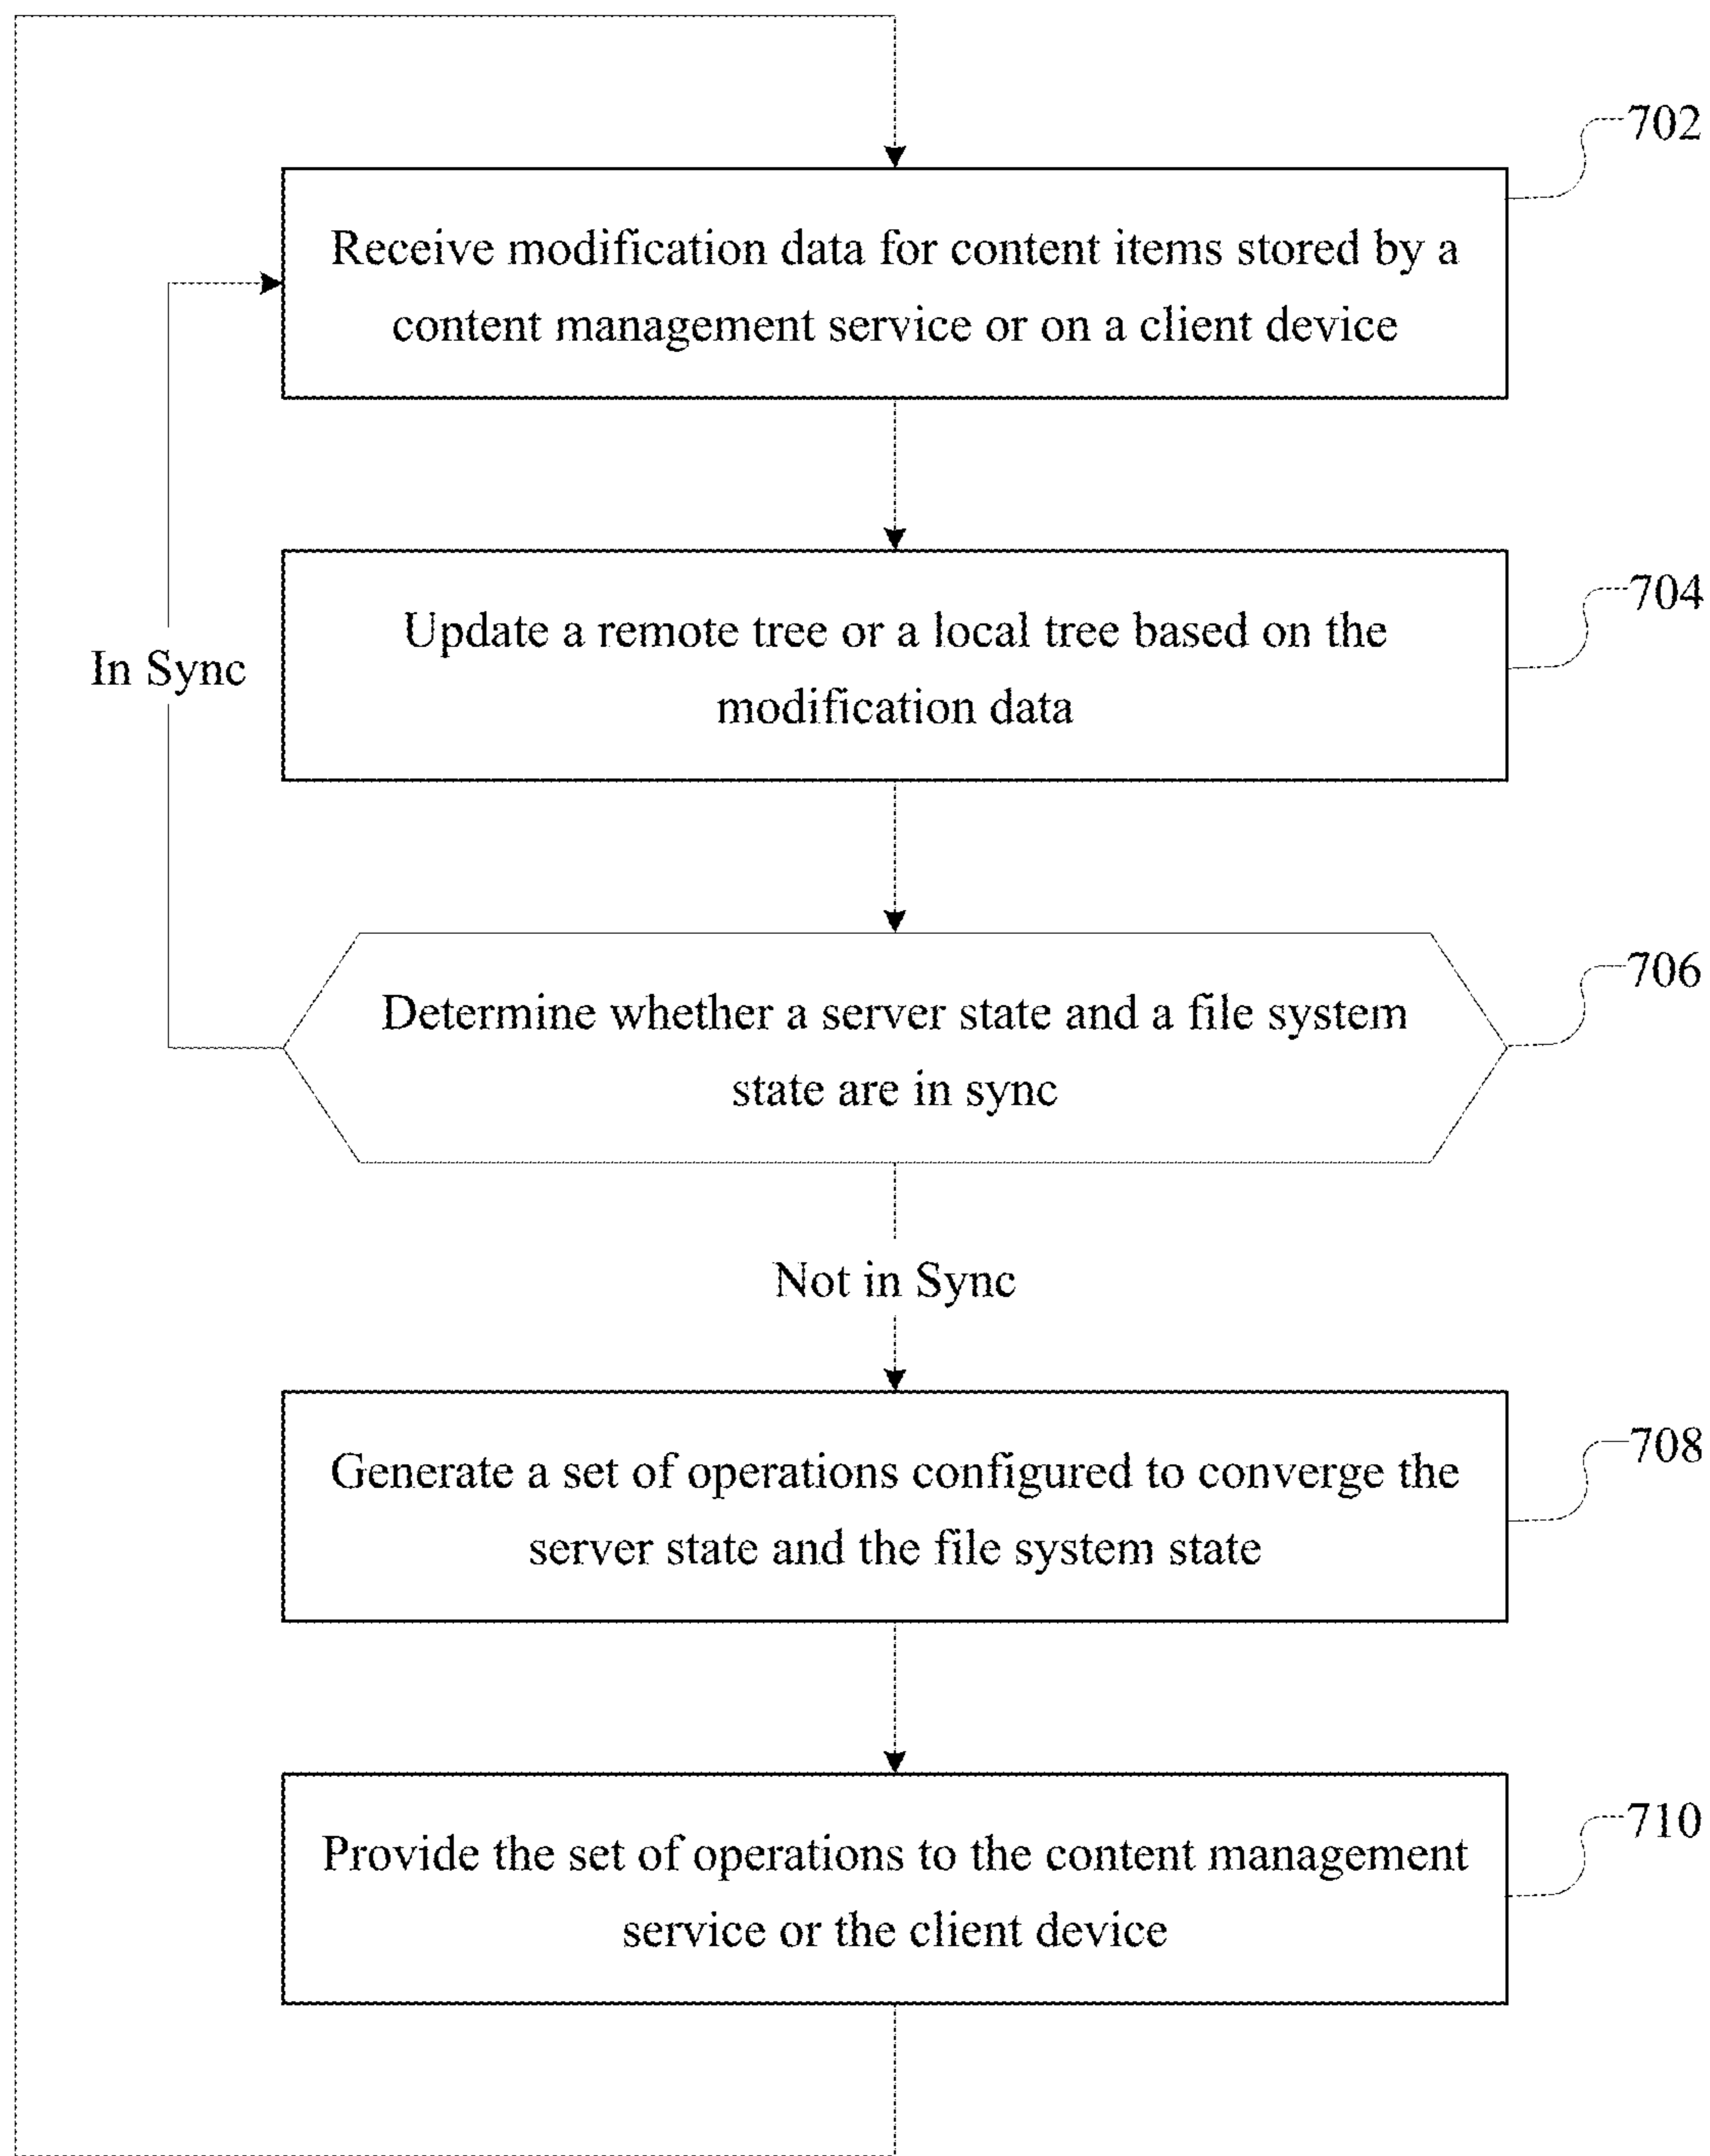 702
Receive modification data for content items stored by a
content management service or on a client device
704
Update a remote tree or a local tree based on the
modification data
In Sync
706
Determine whether a server state and a file system
state are in sync
Not in Sync
708
Generate a set of operations configured to converge the
server state and the file system state
710
Provide the set of operations to the content management
service or the client device